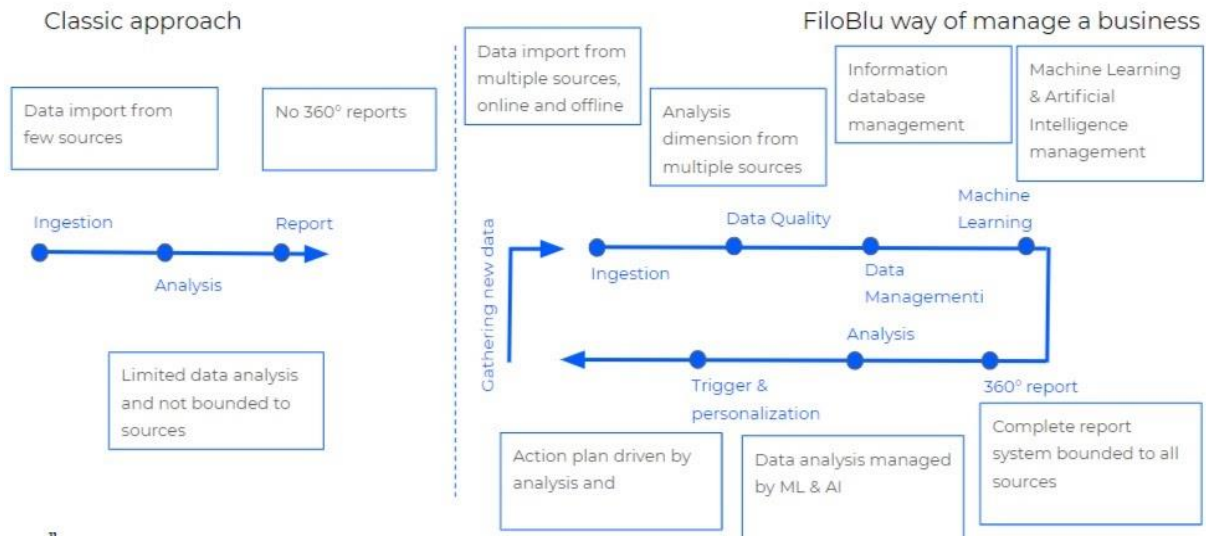 Classic approach
Data import from
few sources
No 360° reports
Ingestion
Report
Analysis
Limited data analysis
and not bounded to
sources
FiloBlu way of manage a business
Data import from
multiple sources,
online and offline
Analysis
dimension from
multiple sources
Information
database
management
Machine Learning
& Artificial
Intelligence
management
Gathering new data
Ingestion
Data Quality
Data
Managementi
Machine
Learning
360° report
Analysis
Trigger &
personalization
Action plan driven by
analysis and
Data analysis managed
by ML & AI
Complete report
system bounded to all
sources